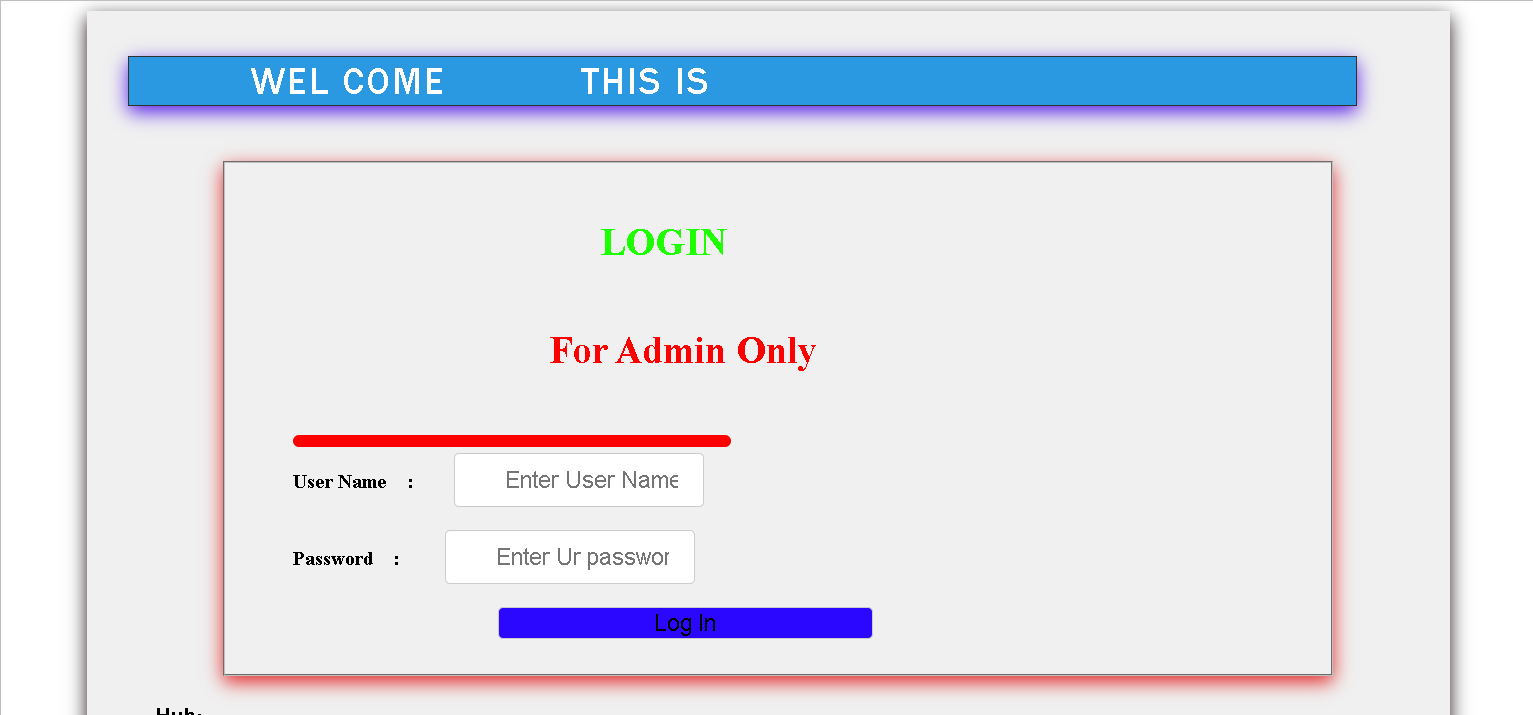 WEL COME THIS IS
LOGIN
For Admin Only
User Name : Enter User Name
Password : Enter Ur passwor
Log In
Hub: